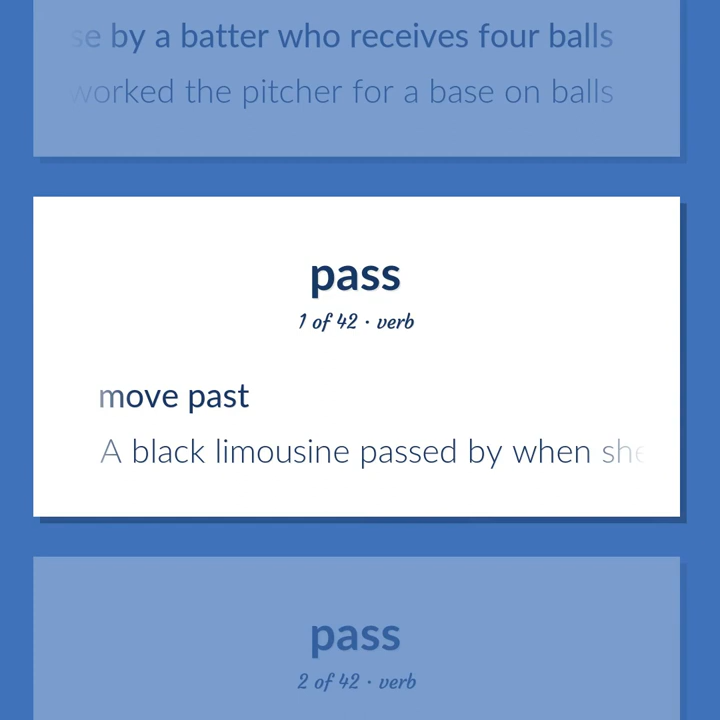 se by a batter who receives four balls
worked the pitcher for a base on balls
pass
1 of 42 · verb
move past
A black limousine passed by when she
pass
2 of 42 · verb